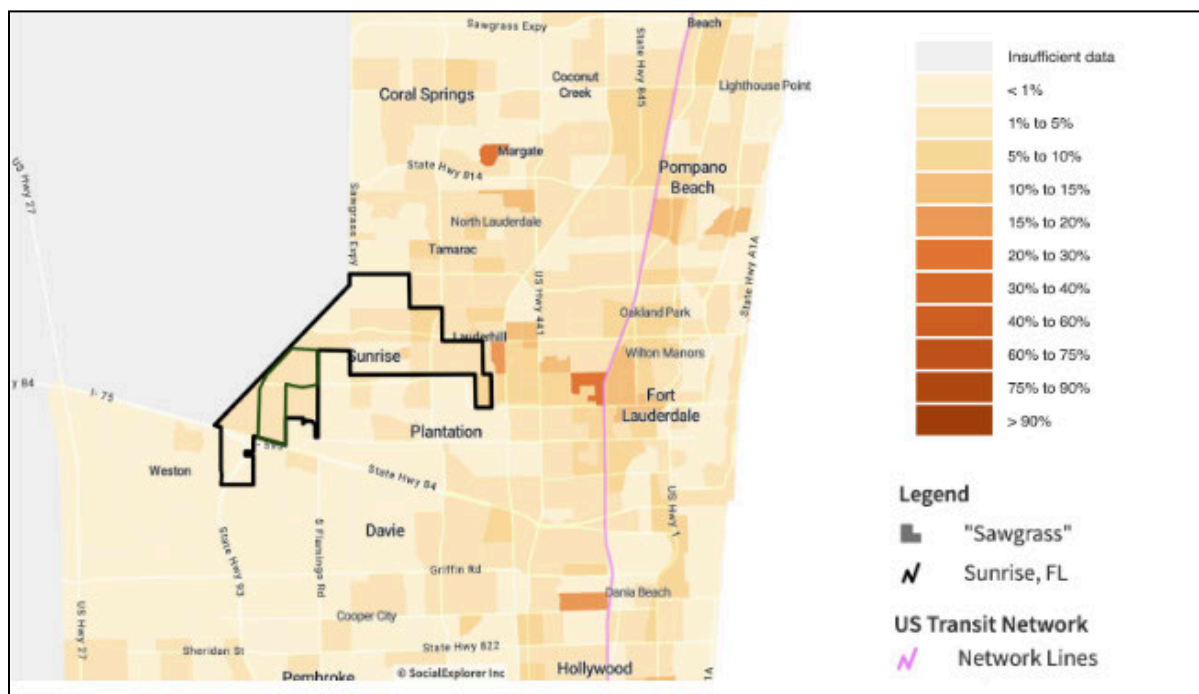 Sawgrass Expy
Beach
Coconut
Creek
State Hwy 845
Lighthouse Point
Coral Springs
Margate
State Hwy 814
Pompano
Beach
US Hwy 27
Sawgrass Expy
North Lauderdale
Tamarac
State Hwy A1A
US Hwy 441
Oakland Park
Lauderhill
Sunrise
Wilton Manors
y 84
I- 75
Fort
Lauderdale
Plantation
Weston
State Hwy 84
US Hwy 1
Davie
State Hwy 93
S Flamingo Rd
Griffin Rd
Dania Beach
US Hwy 27
Cooper City
Sheridan St
State Hwy 822
Pembroke
© SocialExplorer Inc
Hollywood
A1
Insufficient data
< 1%
1% to 5%
5% to 10%
10% to 15%
15% to 20%
20% to 30%
30% to 40%
40% to 60%
60% to 75%
75% to 90%
> 90%
Legend
"Sawgrass"
Sunrise, FL
US Transit Network
Network Lines